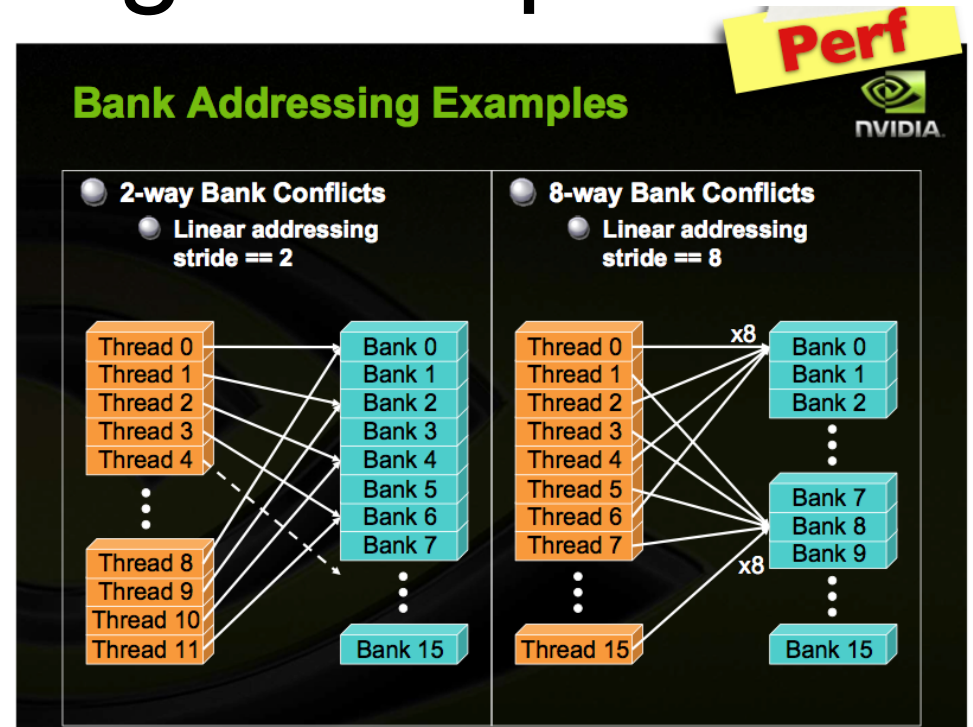 Perf
Bank Addressing Examples
NVIDIA
2-way Bank Conflicts
Linear addressing
stride == 2
Thread 0
Thread 1
Thread 2
Thread 3
Thread 4
Thread 8
Thread 9
Thread 10
Thread 11
Bank 0
Bank 1
Bank 2
Bank 3
Bank 4
Bank 5
Bank 6
Bank 7
Bank 15
8-way Bank Conflicts
Linear addressing
stride == 8
Thread 0
Thread 1
Thread 2
Thread 3
Thread 4
Thread 5
Thread 6
Thread 7
Thread 15
x8
x8
Bank 0
Bank 1
Bank 2
Bank 7
Bank 8
Bank 9
Bank 15